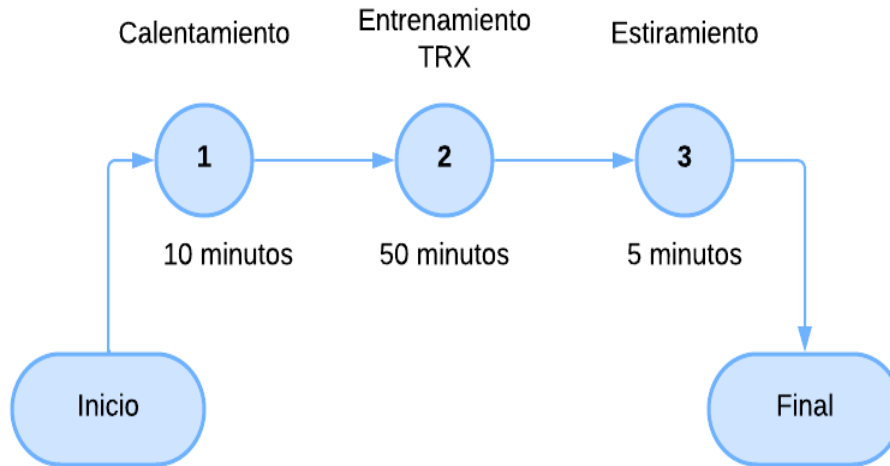 Calentamiento
Entrenamiento
TRX
Estiramiento
1
2
3
10 minutos
50 minutos
5 minutos
Inicio
Final